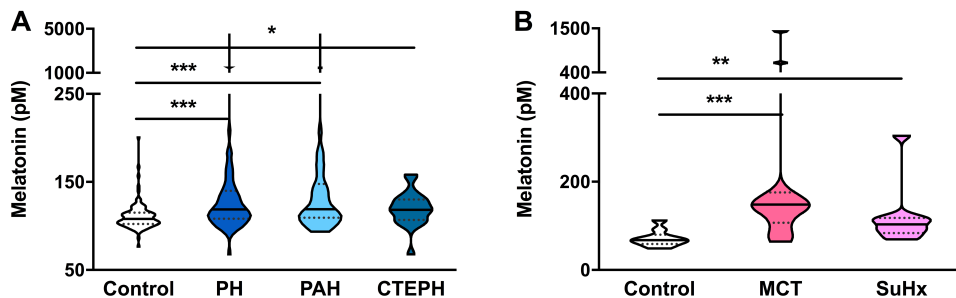 A
Melatonin (pM)
5000
1000
250
150
50
*
***
***
Control PH PAH CTEPH
B
Melatonin (pM)
1500
400
400
200
0
**
***
Control MCT SuHx